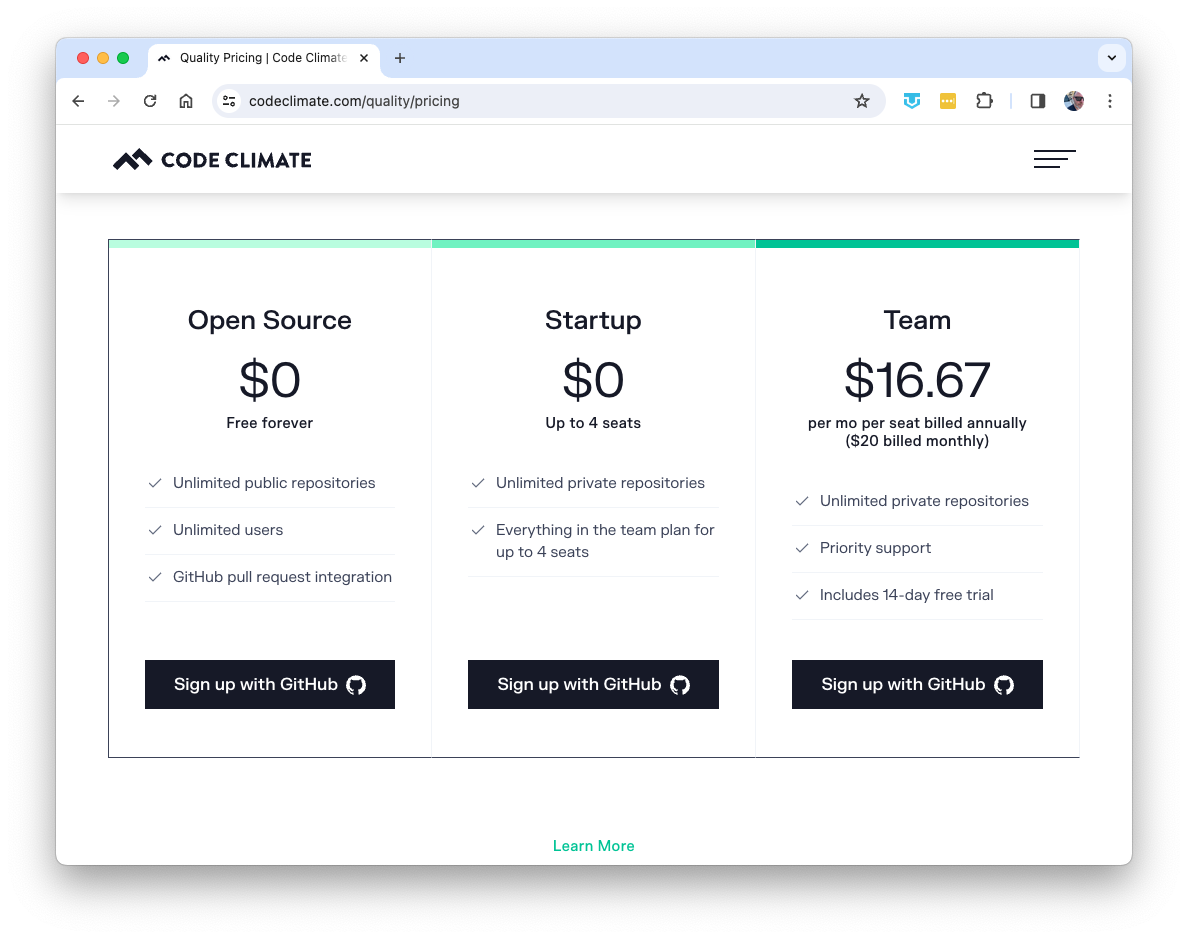 Quality Pricing | Code Climate
codeclimate.com/quality/pricing
CODE CLIMATE
Open Source
$0
Free forever
Unlimited public repositories
Unlimited users
GitHub pull request integration
Sign up with GitHub
Startup
$0
Up to 4 seats
Unlimited private repositories
Everything in the team plan for
up to 4 seats
Sign up with GitHub
Team
$16.67
per mo per seat billed annually
($20 billed monthly)
Unlimited private repositories
Priority support
Includes 14-day free trial
Sign up with GitHub
Learn More